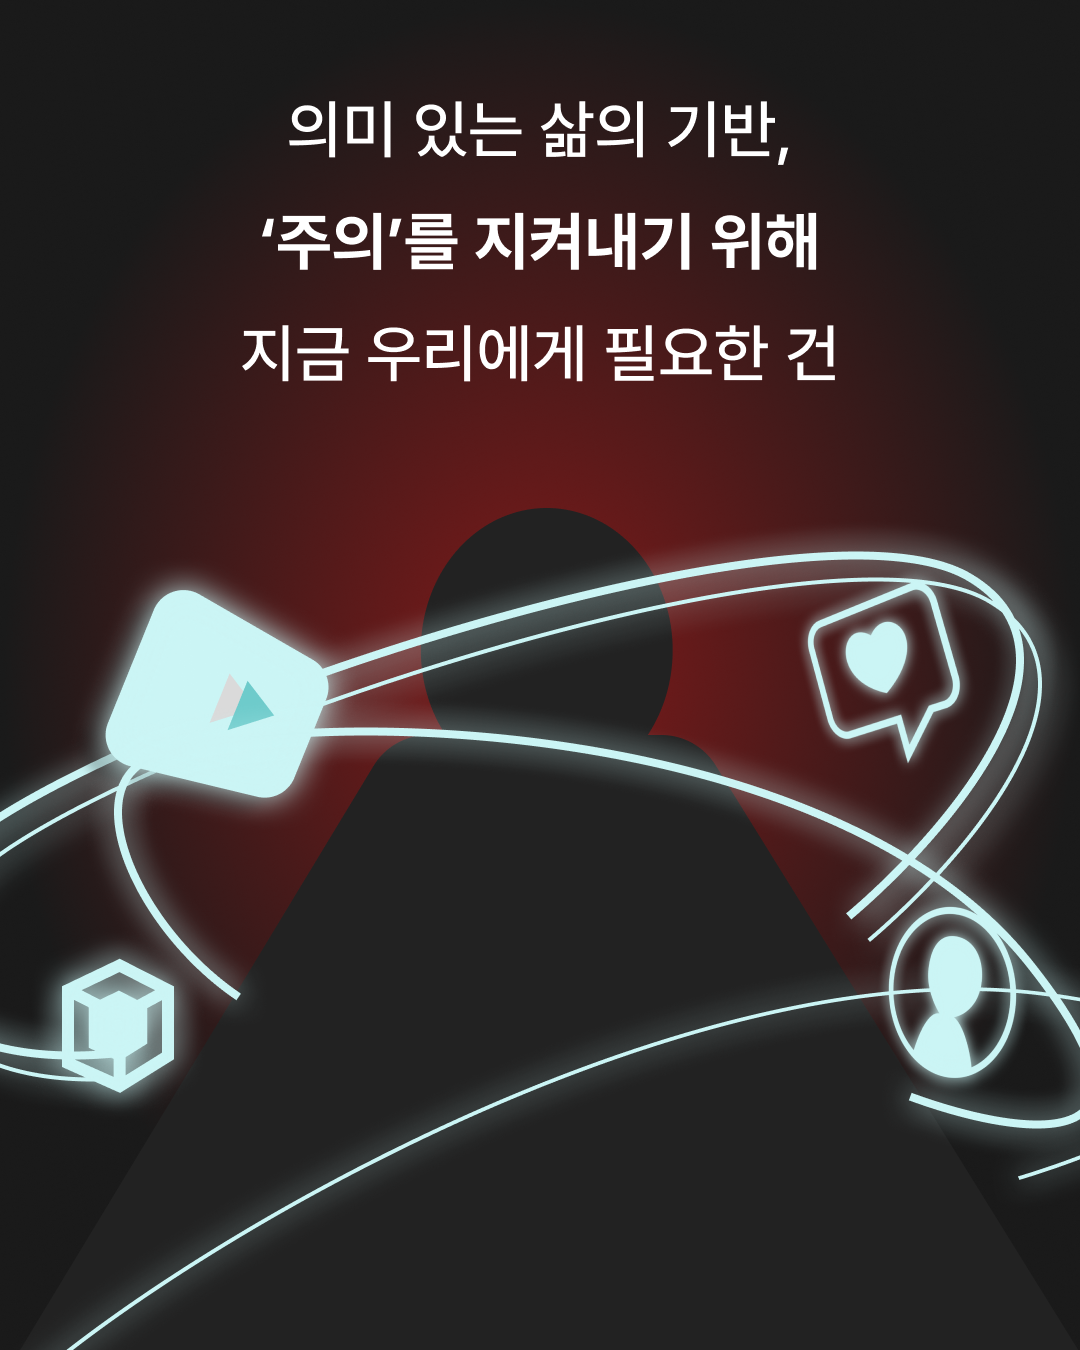 의미 있는 삶의 기반,
‘주의’를 지켜내기 위해
지금 우리에게 필요한 건